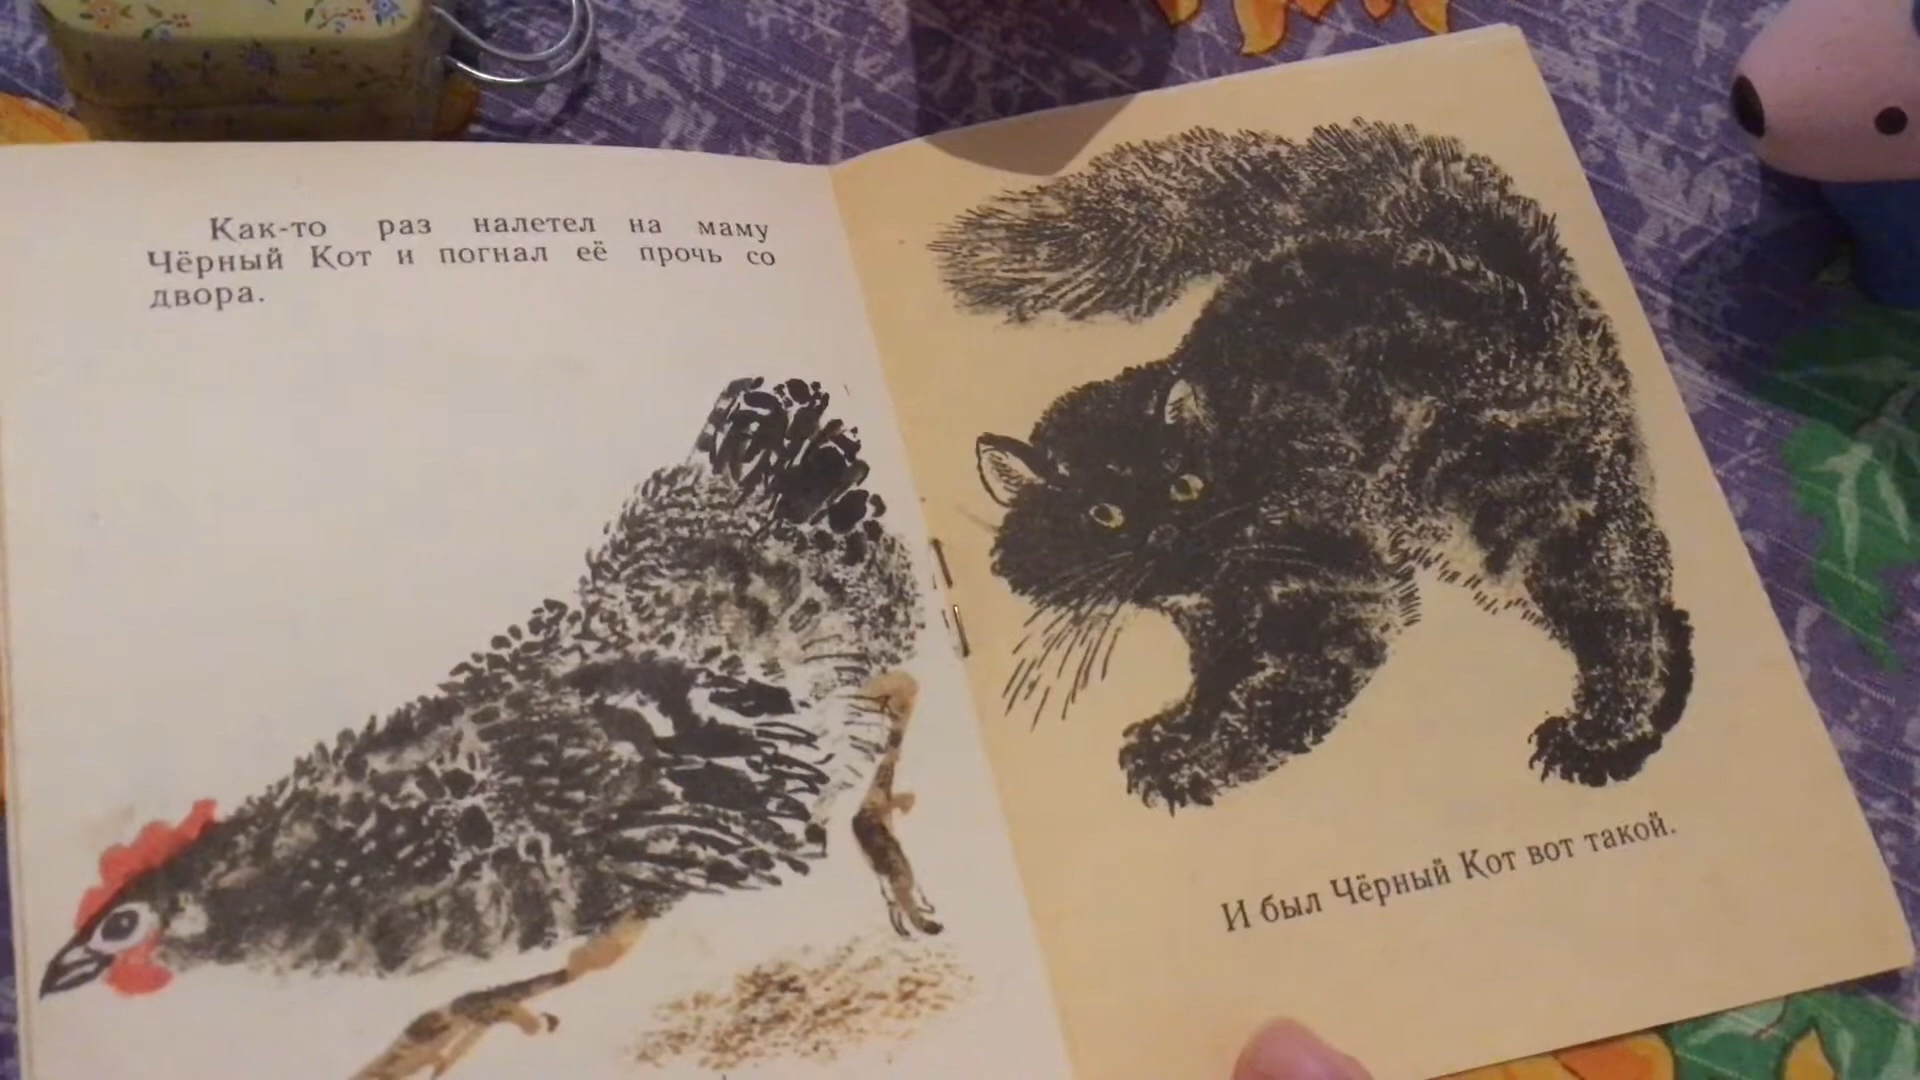 Как-то раз налетел на маму
Чёрный Кот и погнал её прочь со
двора.
И был Чёрный Кот вот такой.